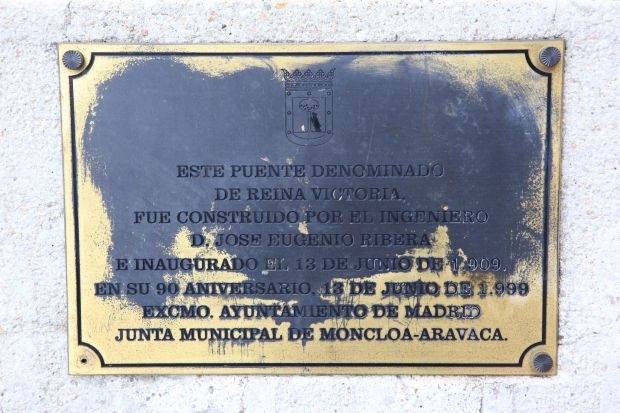 ESTE PUENTE DENOMINADO
DE REINA VICTORIA,
FUE CONSTRUIDO POR EL INGENIERO
D. JOSE EUGENIO RIBERA
E INAUGURADO EL 13 DE JUNIO DE 1.909.
EN SU 90 ANIVERSARIO. 13 DE JUNIO DE 1.999
EXCMO. AYUNTAMIENTO DE MADRID
JUNTA MUNICIPAL DE MONCLOA-ARAVACA.